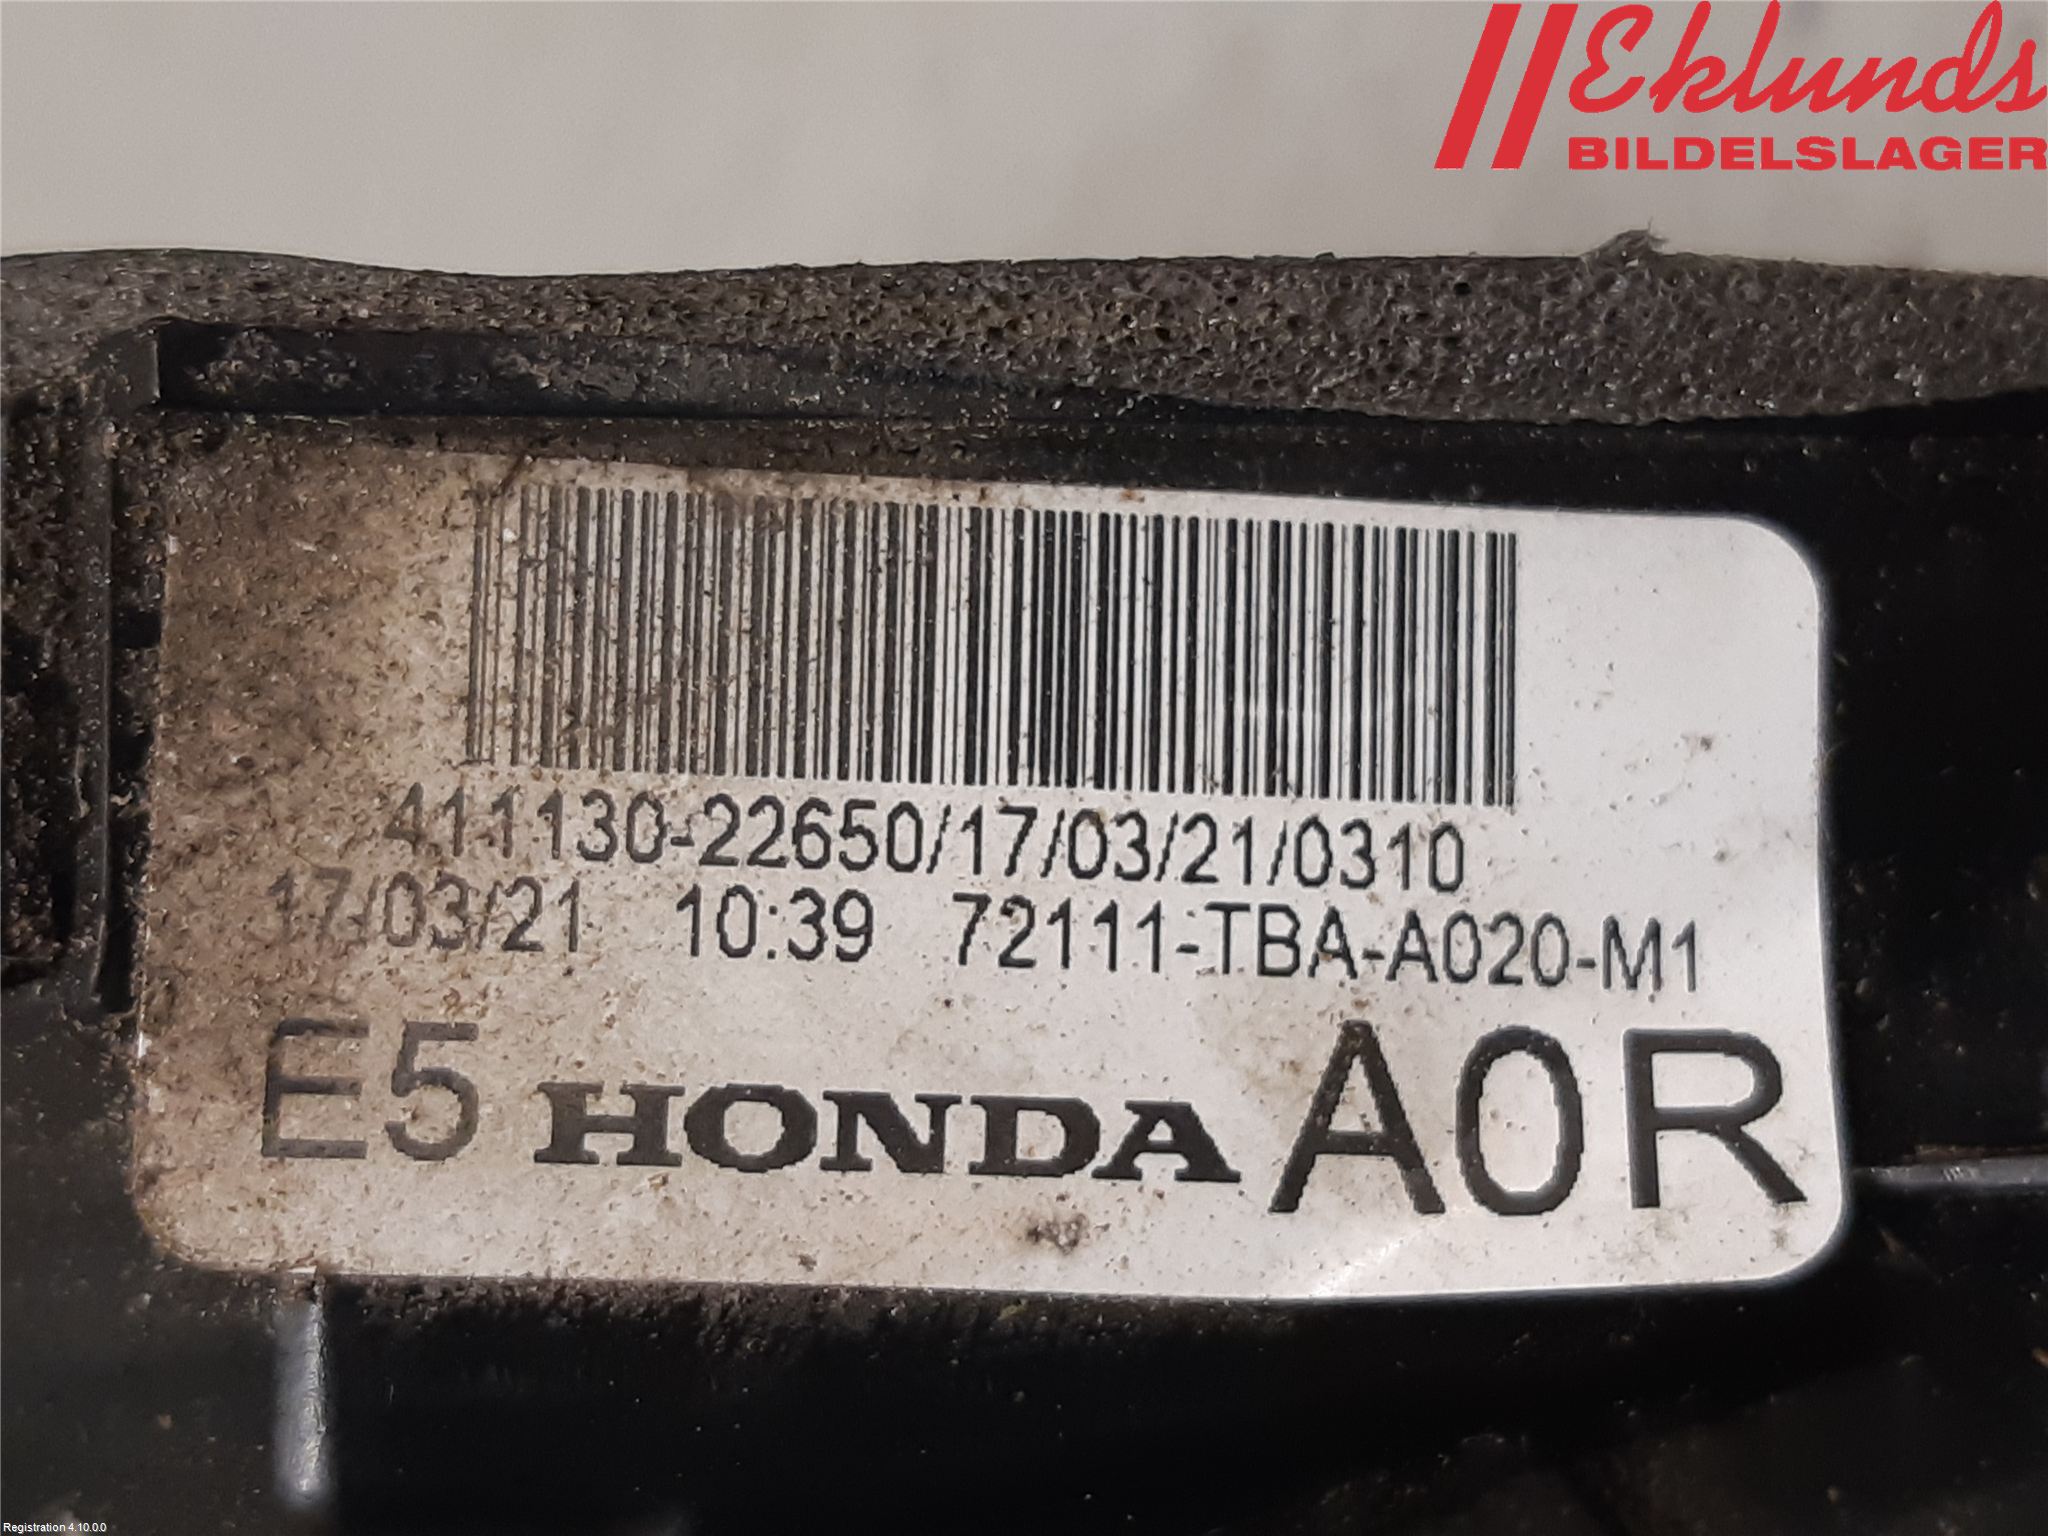 Eklunds
BILDELSLAGER
411130-22650/17/03/21/0310
17/03/21 10:39 72111-TBA-A020-M1
E5 HONDA A0R
Registration 4.10.0.0